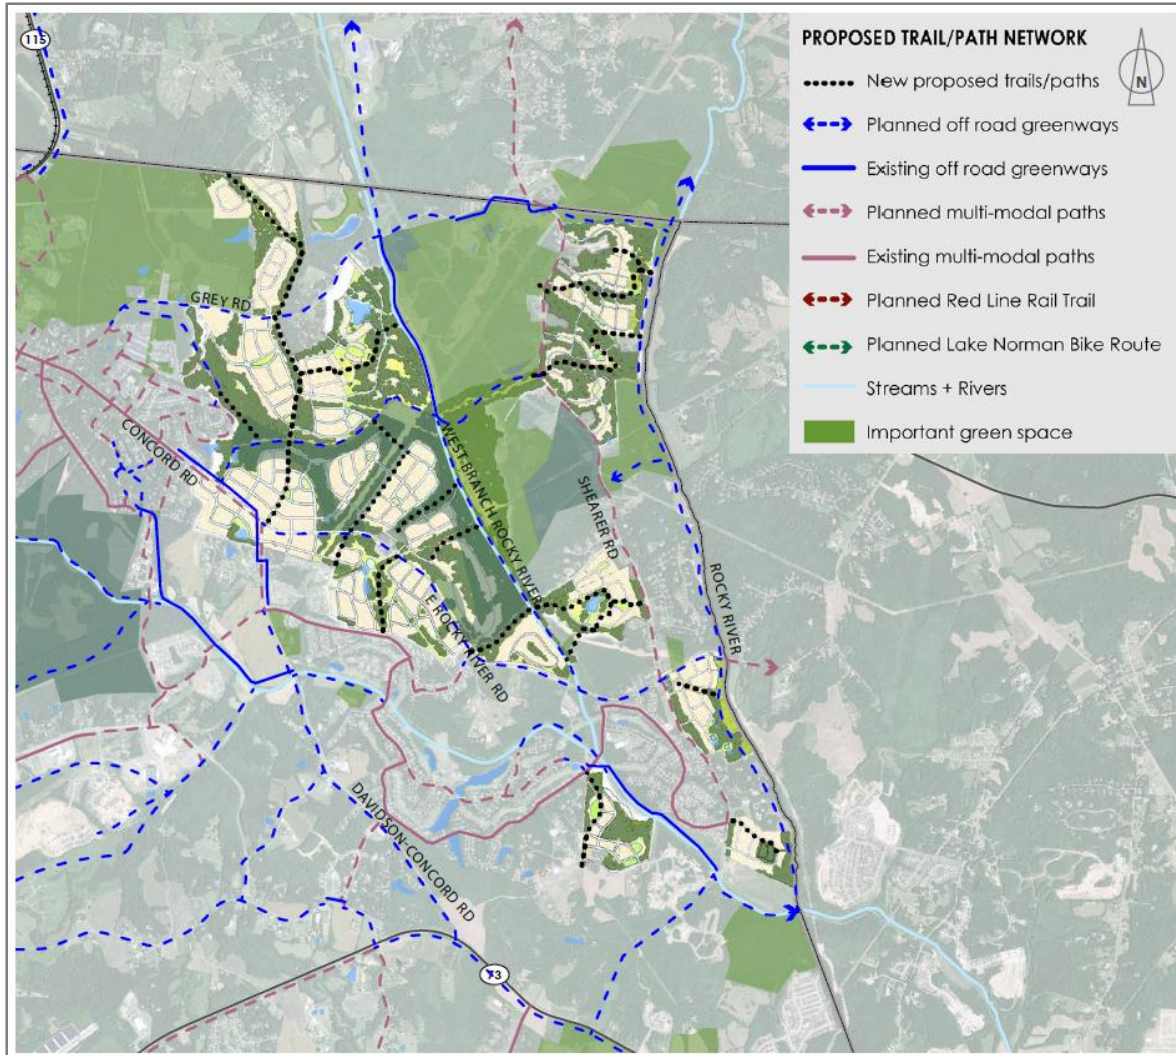 115
PROPOSED TRAIL/PATH NETWORK
N
New proposed trails/paths
Planned off road greenways
Existing off road greenways
Planned multi-modal paths
Existing multi-modal paths
Planned Red Line Rail Trail
Planned Lake Norman Bike Route
Streams + Rivers
Important green space
GREY RD
CONCORD RD
WEST BRANCH ROCKY RIVER
SHEARER RD
ROCKY RIVER
E ROCKY RIVER RD
DAVIDSON-CONCORD RD
73